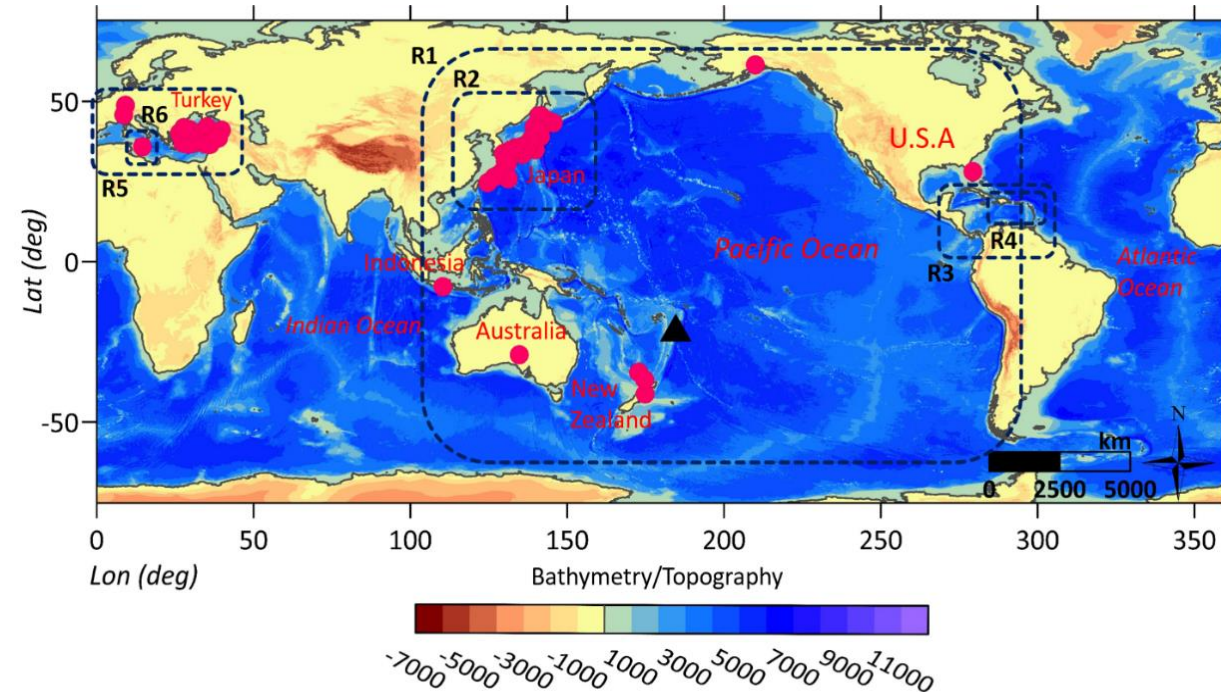 R1
R2
50
R6
Turkey
U.S.A
R5
Japan
Lat (deg)
0
Indonesia
Pacific Ocean
R4
R3
Atlantic
Ocean
Indian Ocean
Australia
New
Zealand
-50
km
N
0 2500 5000
0 50 100 150 200 250 300 350
Lon (deg)
Bathymetry/Topography
-7000 -5000 -3000 -1000 1000 3000 5000 7000 9000 11000